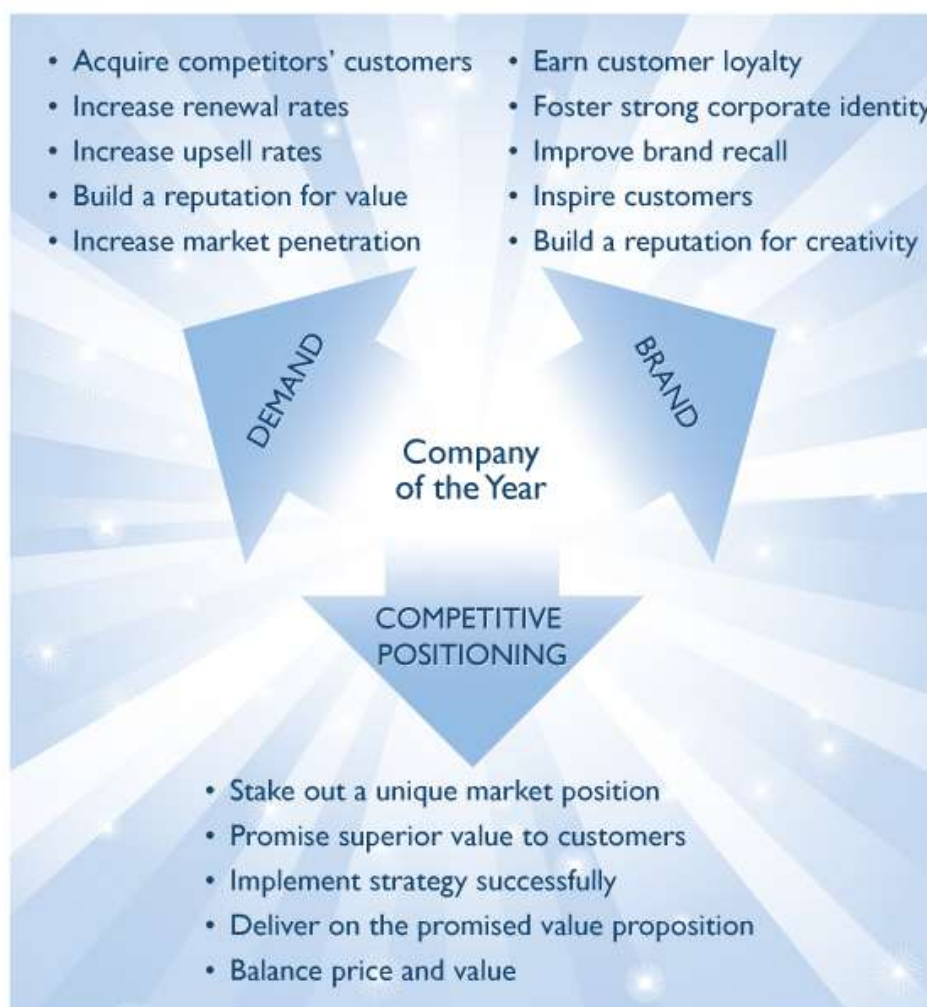 • Acquire competitors’ customers
• Increase renewal rates
• Increase upsell rates
• Build a reputation for value
• Increase market penetration
• Earn customer loyalty
• Foster strong corporate identity
• Improve brand recall
• Inspire customers
• Build a reputation for creativity
DEMAND
BRAND
Company
of the Year
COMPETITIVE
POSITIONING
• Stake out a unique market position
• Promise superior value to customers
• Implement strategy successfully
• Deliver on the promised value proposition
• Balance price and value